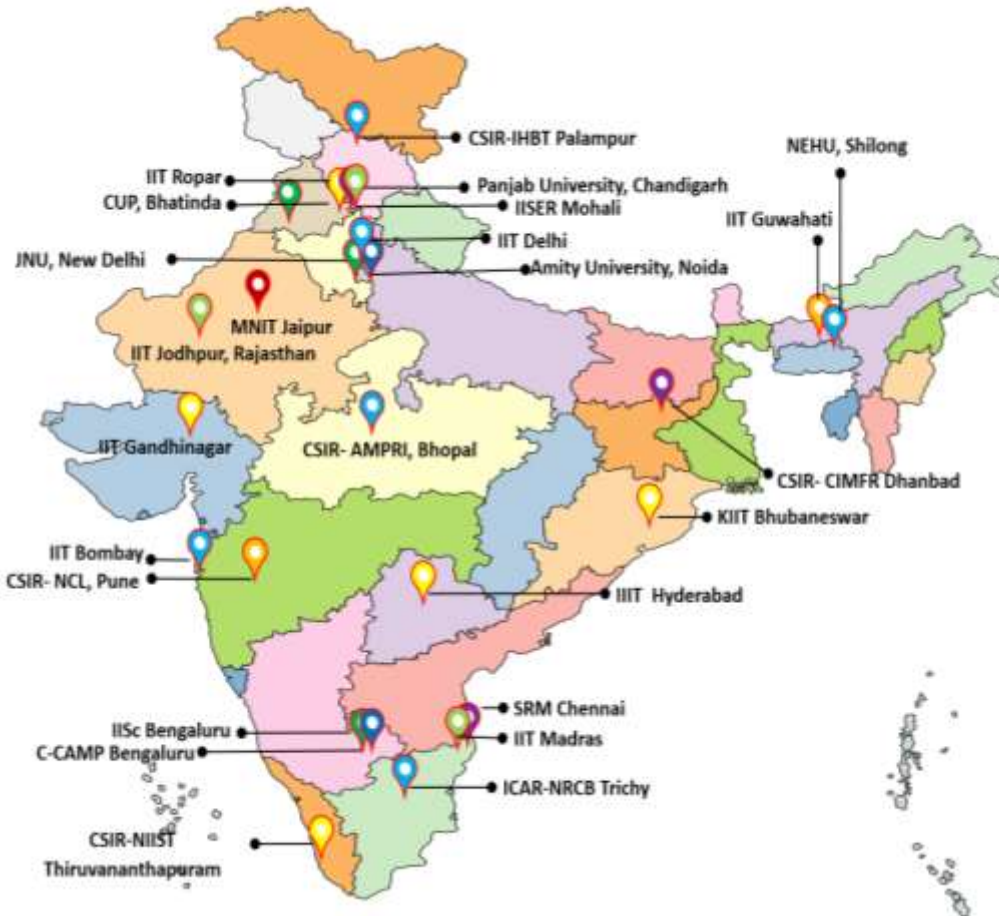 CSIR-IHBT Palampur
NEHU, Shilong
IIT Ropar
Panjab University, Chandigarh
CUP, Bhatinda
IISER Mohali
IIT Guwahati
IIT Delhi
JNU, New Delhi
Amity University, Noida
MNIT Jaipur
IIT Jodhpur, Rajasthan
IIT Gandhinagar
CSIR- AMPRI, Bhopal
CSIR- CIMFR Dhanbad
KIIT Bhubaneswar
IIT Bombay
CSIR- NCL, Pune
IIIT Hyderabad
SRM Chennai
IISc Bengaluru
IIT Madras
C-CAMP Bengaluru
ICAR-NRCB Trichy
CSIR-NIIST
Thiruvananthapuram